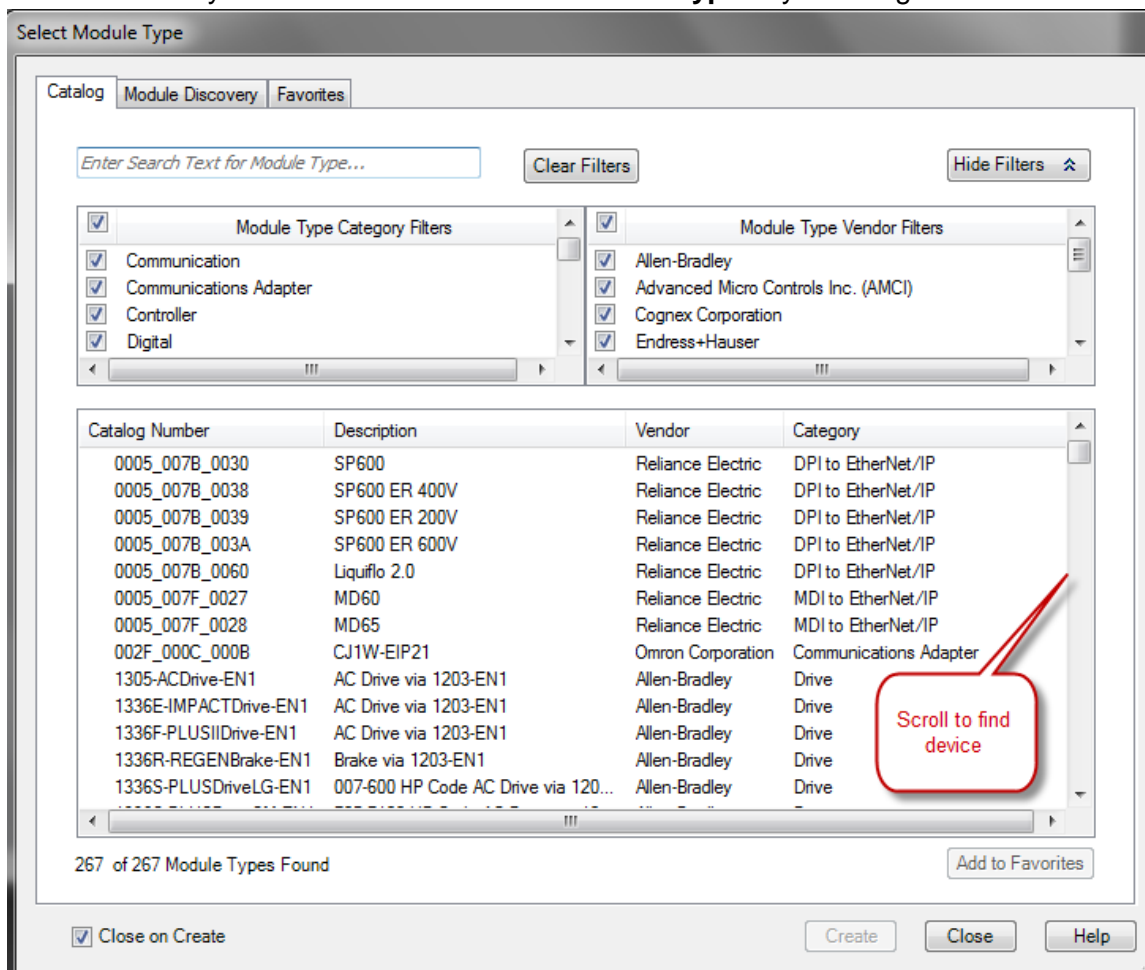 Select Module Type
Catalog Module Discovery Favorites
Enter Search Text for Module Type... Clear Filters Hide Filters
Module Type Category Filters Module Type Vendor Filters
Communication Allen-Bradley
Communications Adapter Advanced Micro Controls Inc. (AMCI)
Controller Cognex Corporation
Digital Endress+Hauser
Catalog Number Description Vendor Category
0005_007B_0030 SP600 Reliance Electric DPI to EtherNet/IP
0005_007B_0038 SP600 ER 400V Reliance Electric DPI to EtherNet/IP
0005_007B_0039 SP600 ER 200V Reliance Electric DPI to EtherNet/IP
0005_007B_003A SP600 ER 600V Reliance Electric DPI to EtherNet/IP
0005_007B_0060 Liquiflo 2.0 Reliance Electric DPI to EtherNet/IP
0005_007F_0027 MD60 Reliance Electric MDI to EtherNet/IP
0005_007F_0028 MD65 Reliance Electric MDI to EtherNet/IP
002F_000C_000B CJ1W-EIP21 Omron Corporation Communications Adapter
1305-ACDrive-EN1 AC Drive via 1203-EN1 Allen-Bradley Drive
1336E-IMPACTDrive-EN1 AC Drive via 1203-EN1 Allen-Bradley Drive
1336F-PLUSIIDrive-EN1 AC Drive via 1203-EN1 Allen-Bradley Drive
1336R-REGENBrake-EN1 Brake via 1203-EN1 Allen-Bradley Drive
1336S-PLUSDriveLG-EN1 007-600 HP Code AC Drive via 120... Allen-Bradley Drive
Scroll to find
device
267 of 267 Module Types Found Add to Favorites
Close on Create Create Close Help